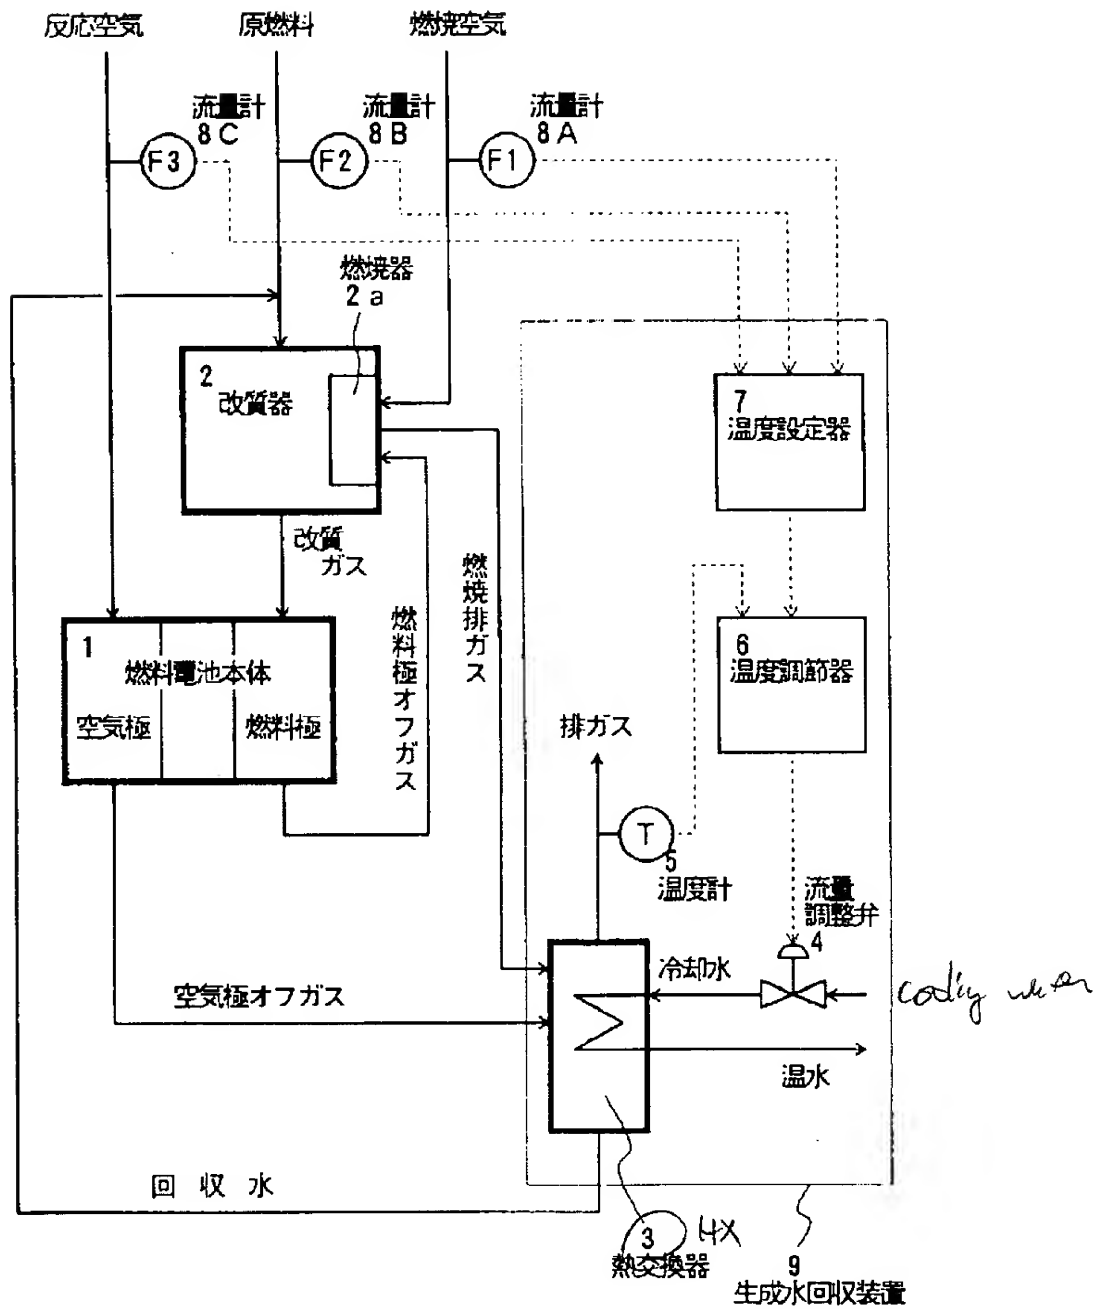 反応空気
原燃料
燃焼空気
流量計
8C
流量計
8B
流量計
8A
F3
F2
F1
燃焼器
2a
2
改質器
7
温度設定器
改質
ガス
燃焼排ガス
燃料極オフガス
1
燃料電池本体
空気極
燃料極
6
温度調節器
排ガス
T
5
温度計
流量
調整弁
4
冷却水
空気極オフガス
温水
回収水
3
HX
熱交換器
9
生成水回収装置